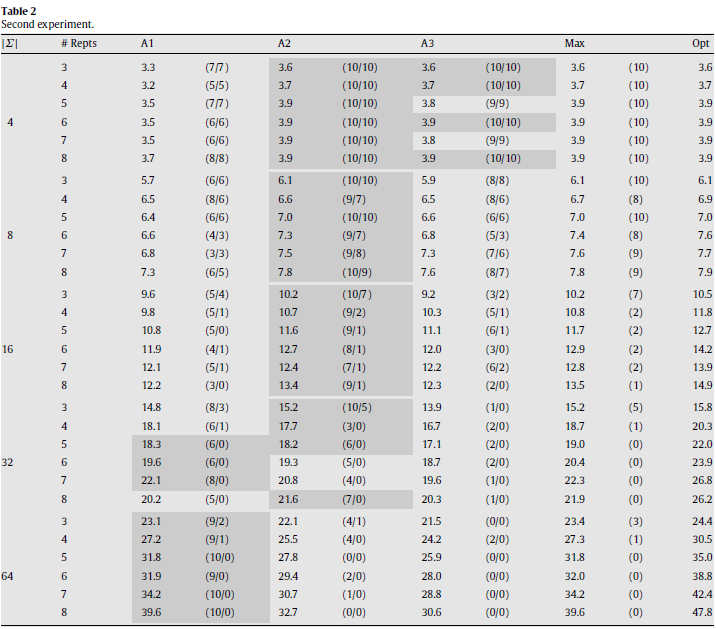 Table 2
Second experiment.
|Σ| # Repts A1 A2 A3 Max Opt
3 3.3 (7/7) 3.6 (10/10) 3.6 (10/10) 3.6 (10) 3.6
4 3.2 (5/5) 3.7 (10/10) 3.7 (10/10) 3.7 (10) 3.7
5 3.5 (7/7) 3.9 (10/10) 3.8 (9/9) 3.9 (10) 3.9
4 6 3.5 (6/6) 3.9 (10/10) 3.9 (10/10) 3.9 (10) 3.9
7 3.5 (6/6) 3.9 (10/10) 3.8 (9/9) 3.9 (10) 3.9
8 3.7 (8/8) 3.9 (10/10) 3.9 (10/10) 3.9 (10) 3.9
3 5.7 (6/6) 6.1 (10/10) 5.9 (8/8) 6.1 (10) 6.1
4 6.5 (8/6) 6.6 (9/7) 6.5 (8/6) 6.7 (8) 6.9
5 6.4 (6/6) 7.0 (10/10) 6.6 (6/6) 7.0 (10) 7.0
8 6 6.6 (4/3) 7.3 (9/7) 6.8 (5/3) 7.4 (8) 7.6
7 6.8 (3/3) 7.5 (9/8) 7.3 (7/6) 7.6 (9) 7.7
8 7.3 (6/5) 7.8 (10/9) 7.6 (8/7) 7.8 (9) 7.9
3 9.6 (5/4) 10.2 (10/7) 9.2 (3/2) 10.2 (7) 10.5
4 9.8 (5/1) 10.7 (9/2) 10.3 (5/1) 10.8 (2) 11.8
5 10.8 (5/0) 11.6 (9/1) 11.1 (6/1) 11.7 (2) 12.7
16 6 11.9 (4/1) 12.7 (8/1) 12.0 (3/0) 12.9 (2) 14.2
7 12.1 (5/1) 12.4 (7/1) 12.2 (6/2) 12.8 (2) 13.9
8 12.2 (3/0) 13.4 (9/1) 12.3 (2/0) 13.5 (1) 14.9
3 14.8 (8/3) 15.2 (10/5) 13.9 (1/0) 15.2 (5) 15.8
4 18.1 (6/1) 17.7 (3/0) 16.7 (2/0) 18.7 (1) 20.3
5 18.3 (6/0) 18.2 (6/0) 17.1 (2/0) 19.0 (0) 22.0
32 6 19.6 (6/0) 19.3 (5/0) 18.7 (2/0) 20.4 (0) 23.9
7 22.1 (8/0) 20.8 (4/0) 19.6 (1/0) 22.3 (0) 26.8
8 20.2 (5/0) 21.6 (7/0) 20.3 (1/0) 21.9 (0) 26.2
3 23.1 (9/2) 22.1 (4/1) 21.5 (0/0) 23.4 (3) 24.4
4 27.2 (9/1) 25.5 (4/0) 24.2 (2/0) 27.3 (1) 30.5
5 31.8 (10/0) 27.8 (0/0) 25.9 (0/0) 31.8 (0) 35.0
64 6 31.9 (9/0) 29.4 (2/0) 28.0 (0/0) 32.0 (0) 38.8
7 34.2 (10/0) 30.7 (1/0) 28.8 (0/0) 34.2 (0) 42.4
8 39.6 (10/0) 32.7 (0/0) 30.6 (0/0) 39.6 (0) 47.8